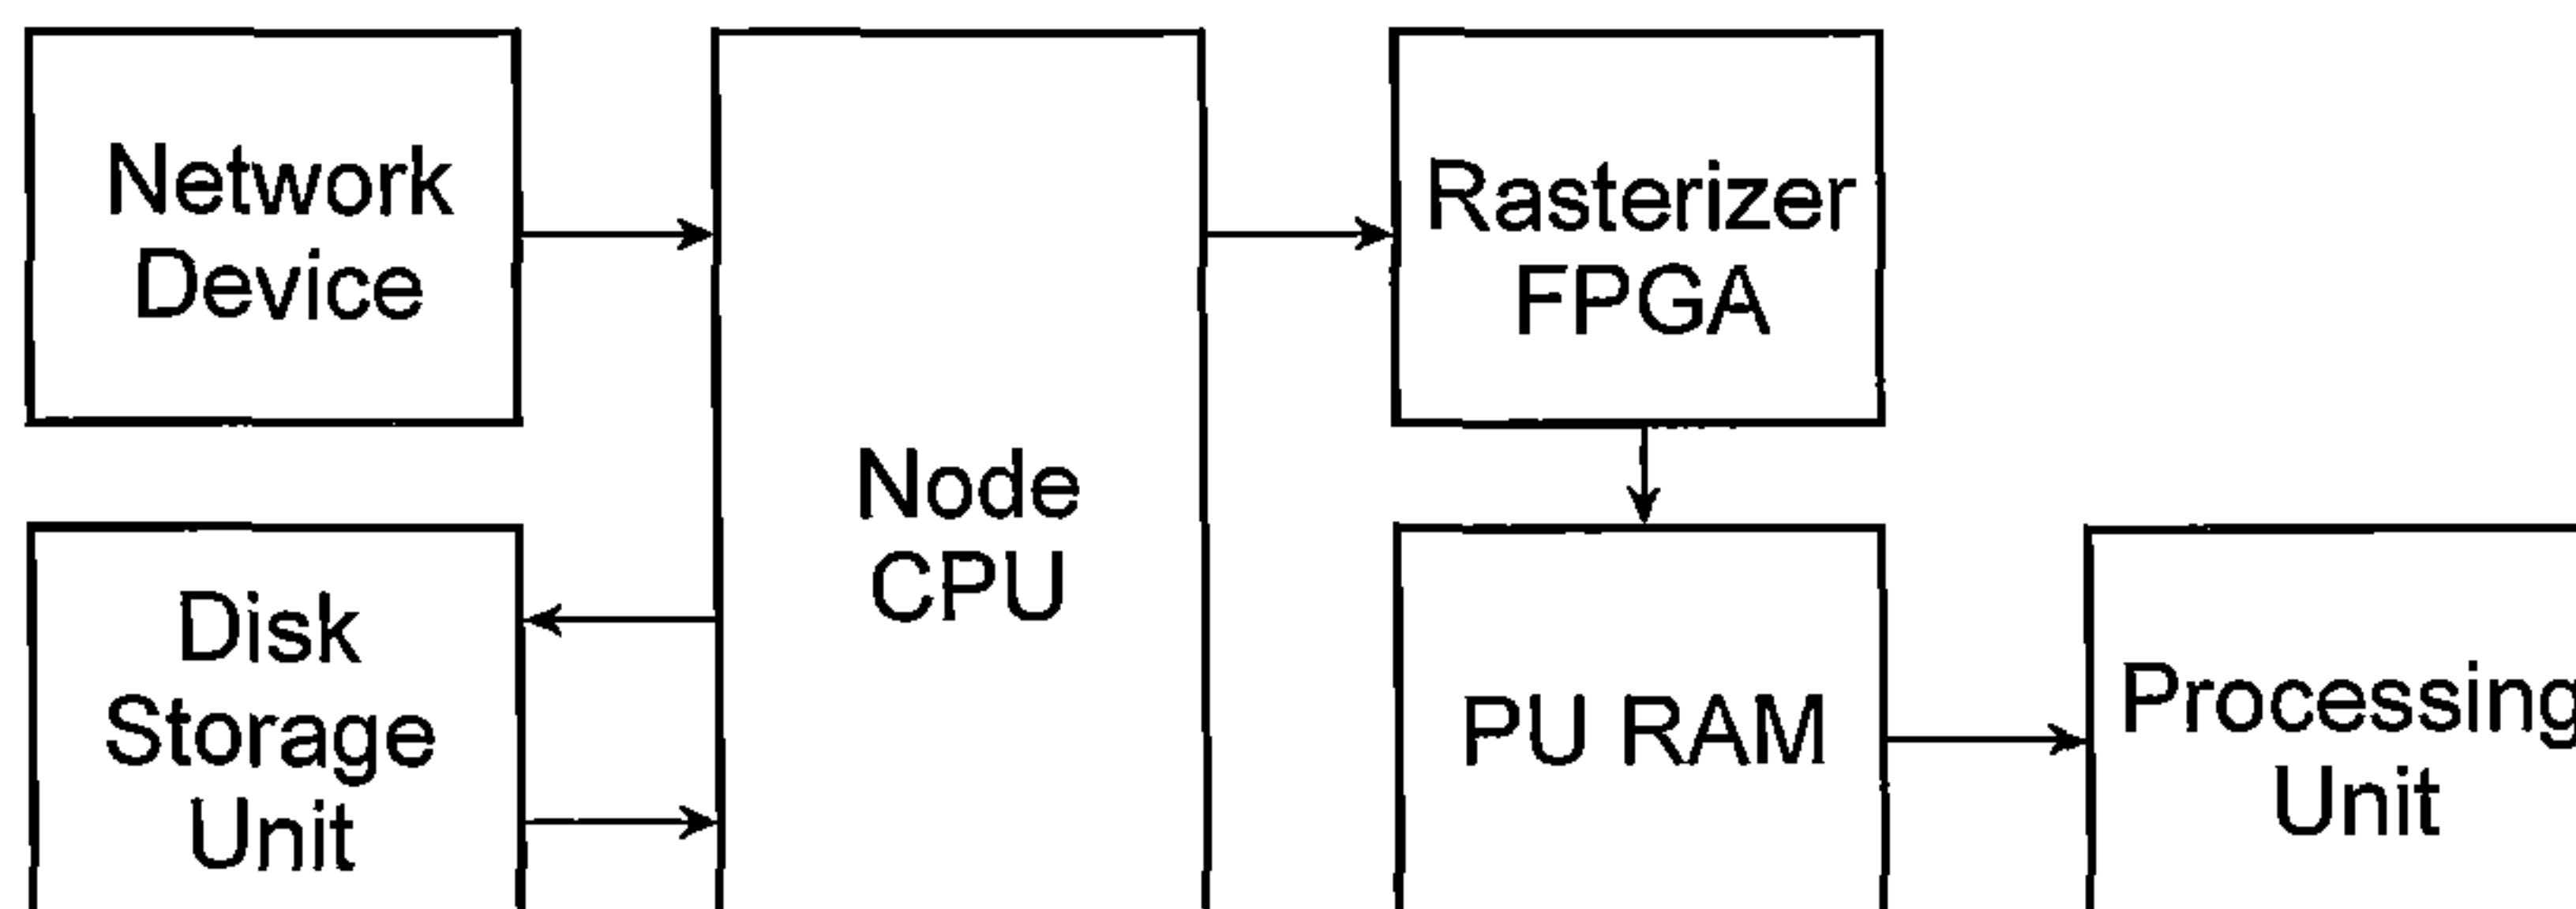 Network
Device
Node
CPU
Rasterizer
FPGA
Disk
Storage
Unit
PU RAM
Processing
Unit